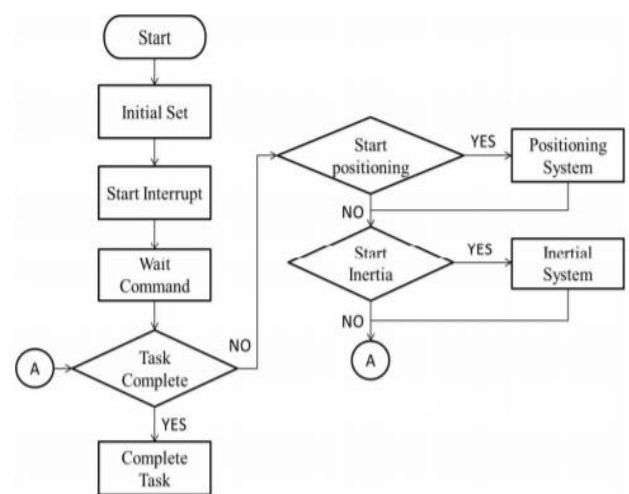 Start
Initial Set
Start Interrupt
Wait
Command
A
Task
Complete
NO
YES
Complete
Task
Start
positioning
YES
Positioning
System
NO
Start
Inertia
YES
Inertial
System
NO
A